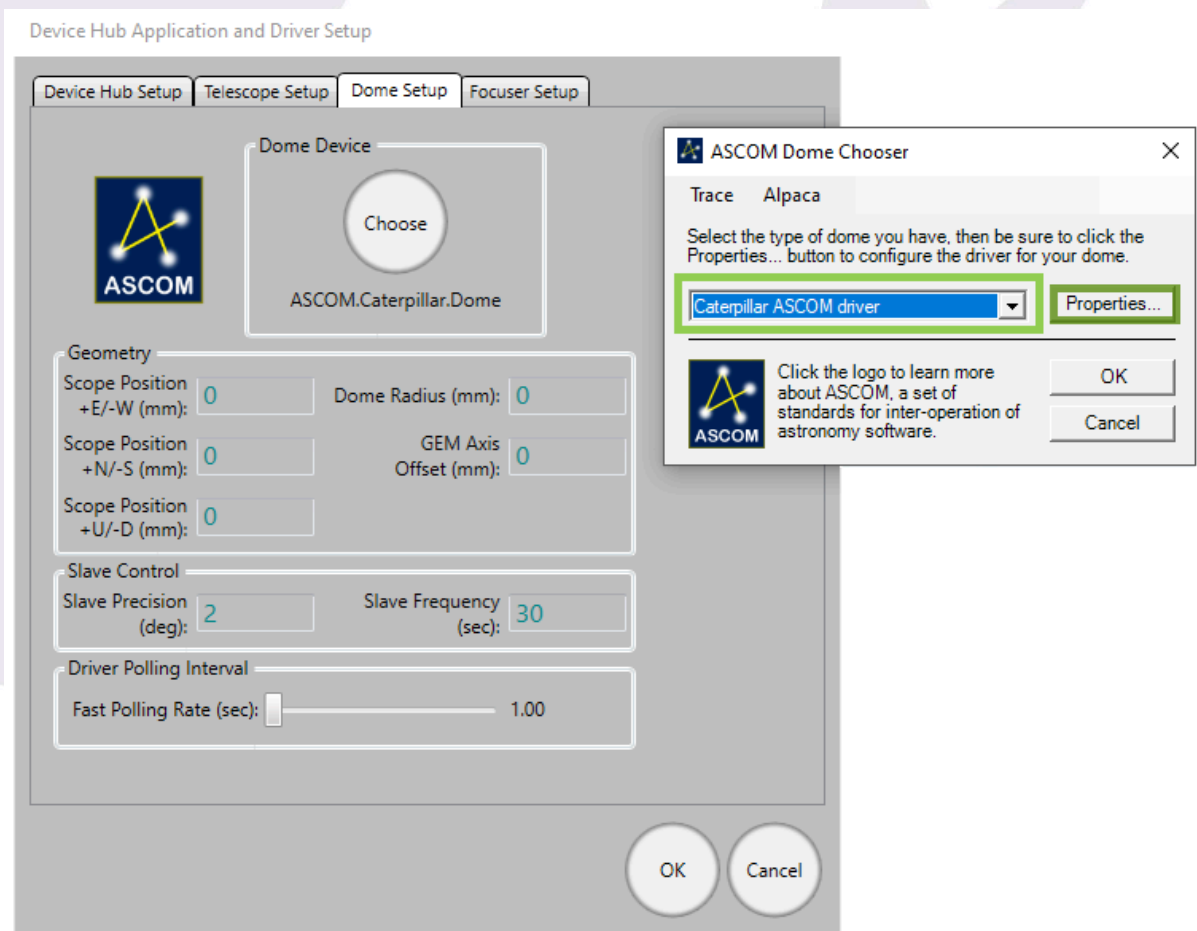 Device Hub Application and Driver Setup
Device Hub Setup
Telescope Setup
Dome Setup
Focuser Setup
Dome Device
Choose
ASCOM
ASCOM.Caterpillar.Dome
Geometry
Scope Position
+E/-W (mm):
0
Dome Radius (mm):
0
Scope Position
+N/-S (mm):
0
GEM Axis
Offset (mm):
0
Scope Position
+U/-D (mm):
0
Slave Control
Slave Precision
(deg):
2
Slave Frequency
(sec):
30
Driver Polling Interval
Fast Polling Rate (sec):
1.00
OK
Cancel
ASCOM Dome Chooser
Trace
Alpaca
Select the type of dome you have, then be sure to click the
Properties... button to configure the driver for your dome.
Caterpillar ASCOM driver
Properties...
ASCOM
Click the logo to learn more
about ASCOM, a set of
standards for inter-operation of
astronomy software.
OK
Cancel